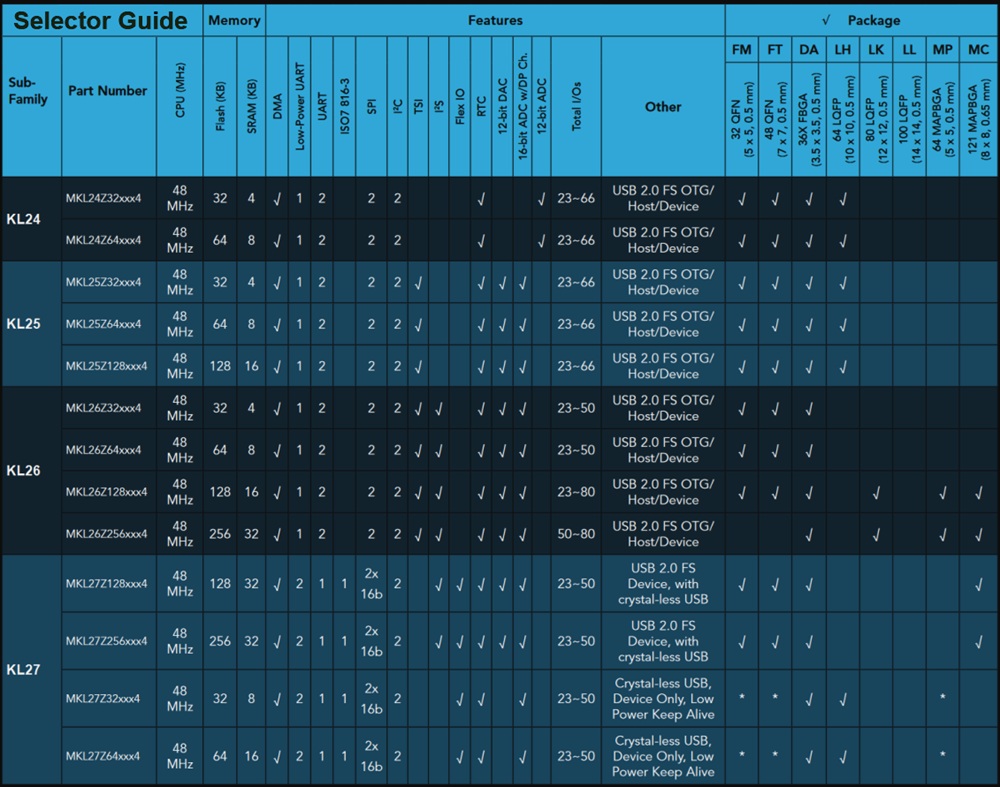 Selector Guide Memory Features √ Package
Sub-Family Part Number CPU (MHz) Flash (KB) SRAM (KB) DMA Low-Power UART UART ISO7 816-3 SPI I²C TSI I²S Flex IO RTC 12-bit DAC 16-bit ADC w/DP Ch. 12-bit ADC Total I/Os Other FM FT DA LH LK LL MP MC
32 QFN (5 x 5, 0.5 mm) 48 QFN (7 x 7, 0.5 mm) 36X FBGA (3.5 x 3.5, 0.5 mm) 64 LQFP (10 x 10, 0.5 mm) 80 LQFP (12 x 12, 0.5 mm) 100 LQFP (14 x 14, 0.5 mm) 64 MAPBGA (5 x 5, 0.5 mm) 121 MAPBGA (8 x 8, 0.65 mm)
KL24
MKL24Z32xxx4 48 MHz 32 4 √ 1 2 2 2 √ √ 23~66 USB 2.0 FS OTG/ Host/Device √ √ √ √
MKL24Z64xxx4 48 MHz 64 8 √ 1 2 2 2 √ √ 23~66 USB 2.0 FS OTG/ Host/Device √ √ √ √
KL25
MKL25Z32xxx4 48 MHz 32 4 √ 1 2 2 2 √ √ √ √ 23~66 USB 2.0 FS OTG/ Host/Device √ √ √ √
MKL25Z64xxx4 48 MHz 64 8 √ 1 2 2 2 √ √ √ √ 23~66 USB 2.0 FS OTG/ Host/Device √ √ √ √
MKL25Z128xxx4 48 MHz 128 16 √ 1 2 2 2 √ √ √ √ 23~66 USB 2.0 FS OTG/ Host/Device √ √ √ √
KL26
MKL26Z32xxx4 48 MHz 32 4 √ 1 2 2 2 √ √ √ √ √ 23~50 USB 2.0 FS OTG/ Host/Device √ √ √
MKL26Z64xxx4 48 MHz 64 8 √ 1 2 2 2 √ √ √ √ √ 23~50 USB 2.0 FS OTG/ Host/Device √ √ √
MKL26Z128xxx4 48 MHz 128 16 √ 1 2 2 2 √ √ √ √ √ 23~80 USB 2.0 FS OTG/ Host/Device √ √ √ √ √ √
MKL26Z256xxx4 48 MHz 256 32 √ 1 2 2 2 √ √ √ √ √ 50~80 USB 2.0 FS OTG/ Host/Device √ √ √ √
KL27
MKL27Z128xxx4 48 MHz 128 32 √ 2 1 1 2x 16b 2 √ √ √ √ √ 23~50 USB 2.0 FS Device, with crystal-less USB √ √ √ √
MKL27Z256xxx4 48 MHz 256 32 √ 2 1 1 2x 16b 2 √ √ √ √ √ 23~50 USB 2.0 FS Device, with crystal-less USB √ √ √ √
MKL27Z32xxx4 48 MHz 32 8 √ 2 1 1 2x 16b 2 √ √ √ 23~50 Crystal-less USB, Device Only, Low Power Keep Alive * * √ √ *
MKL27Z64xxx4 48 MHz 64 16 √ 2 1 1 2x 16b 2 √ √ √ 23~50 Crystal-less USB, Device Only, Low Power Keep Alive * * √ √ *